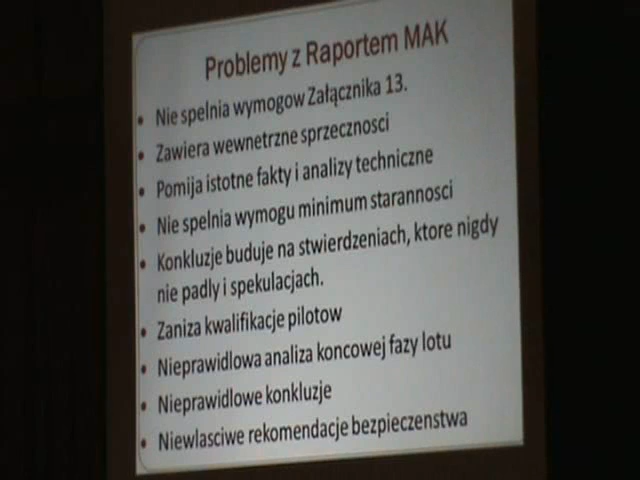 Problemy z Raportem MAK
• Nie spelnia wymogow Załącznika 13.
• Zawiera wewnetrzne sprzecznosci
• Pomija istotne fakty i analizy techniczne
• Nie spelnia wymogu minimum starannosci
• Konkluzje buduje na stwierdzeniach, ktore nigdy
nie padly i spekulacjach.
• Zaniza kwalifikacje pilotow
• Nieprawidlowa analiza koncowej fazy lotu
• Nieprawidlowe konkluzje
• Niewlasciwe rekomendacje bezpieczenstwa